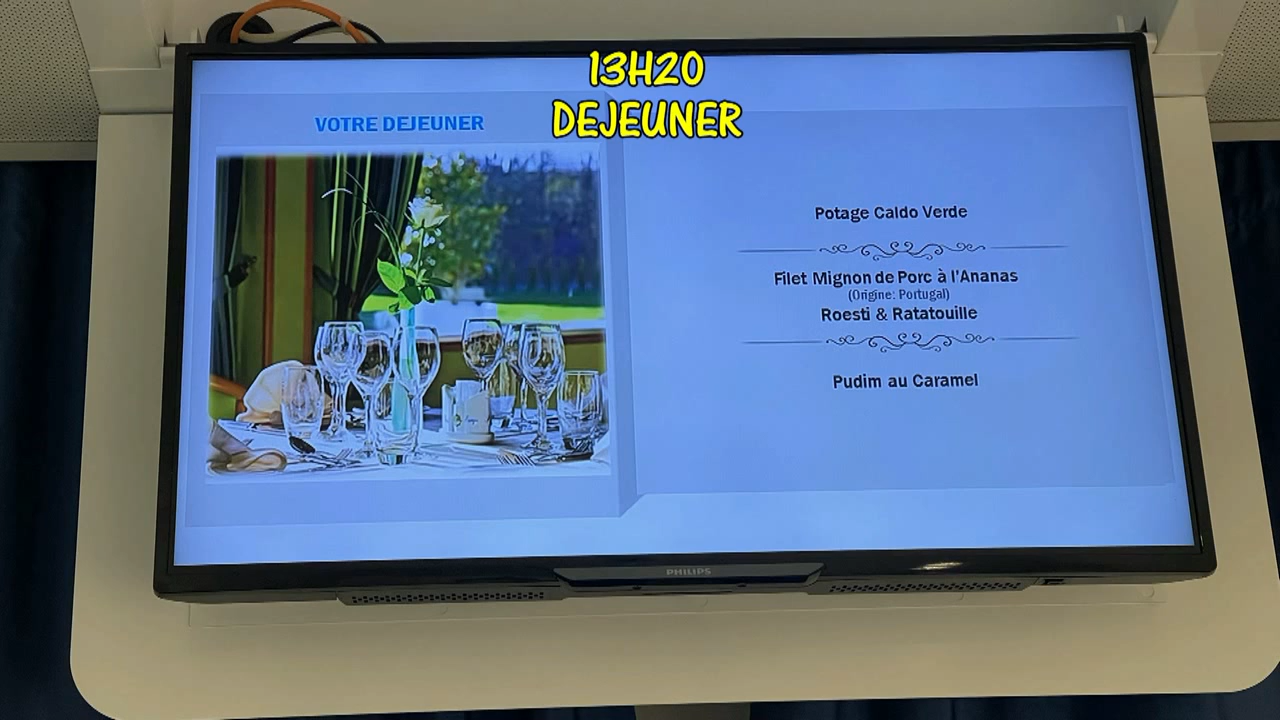 13H20
DEJEUNER
VOTRE DEJEUNER
Potage Caldo Verde
Filet Mignon de Porc à l'Ananas
(Origine: Portugal)
Roesti & Ratatouille
Pudim au Caramel
PHILIPS